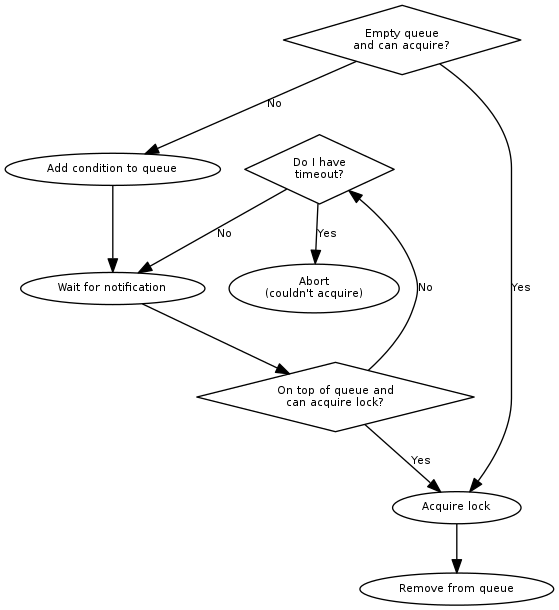 Empty queue
and can acquire?
No
Add condition to queue
Do I have
timeout?
No
Yes
Wait for notification
Abort
(couldn't acquire)
No
Yes
On top of queue and
can acquire lock?
Yes
Acquire lock
Remove from queue